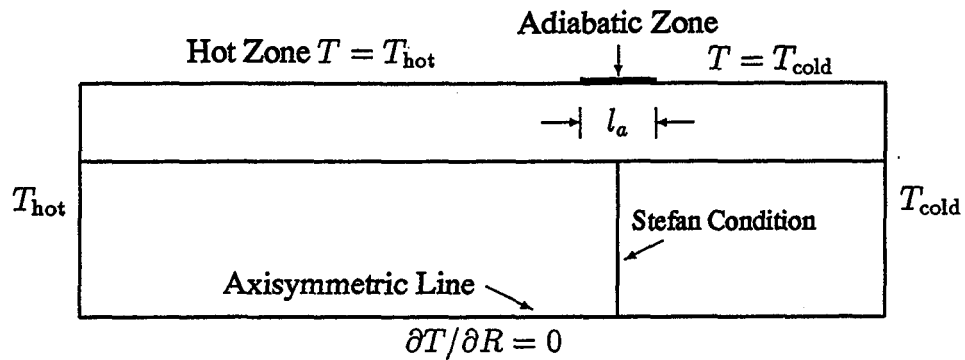 Adiabatic Zone
Hot Zone T = T_hot
T = T_cold
l_a
T_hot
T_cold
Stefan Condition
Axisymmetric Line
∂T/∂R = 0